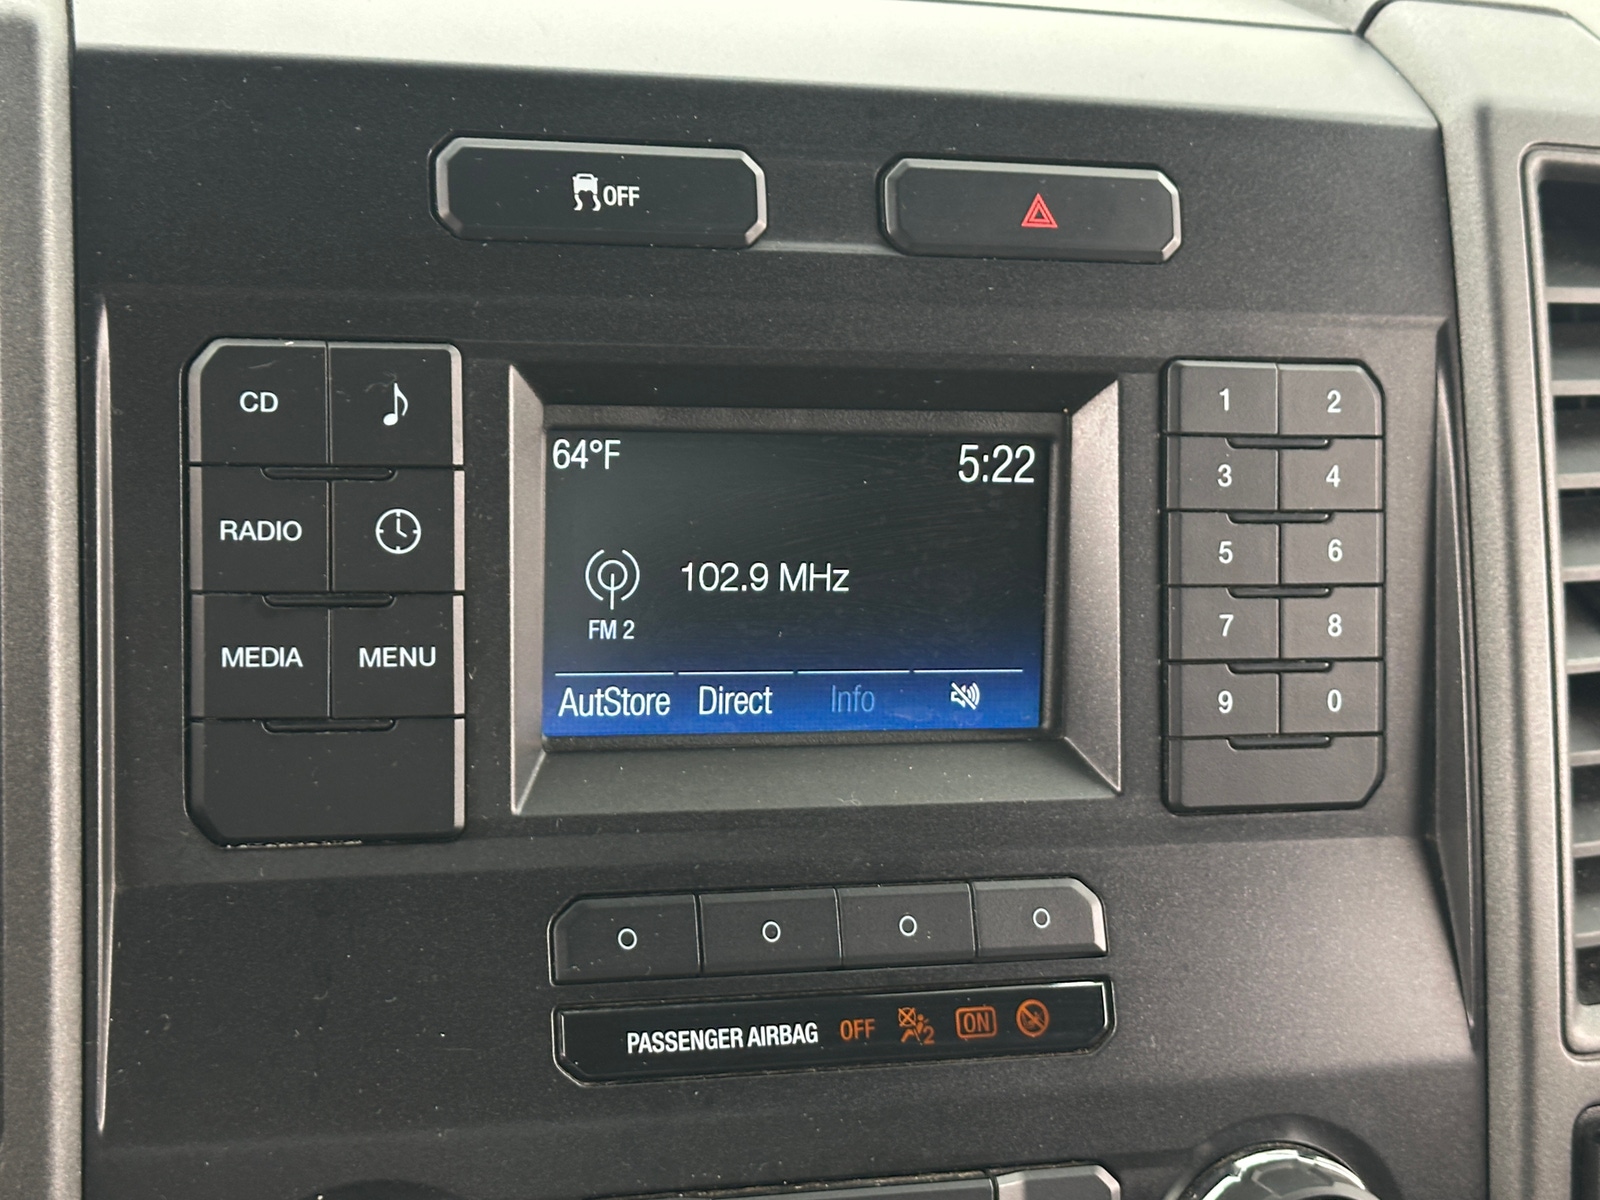 OFF
CD
RADIO
MEDIA MENU
64°F 5:22
102.9 MHz
FM 2
AutStore Direct Info
1 2
3 4
5 6
7 8
9 0
PASSENGER AIRBAG OFF 2 ON